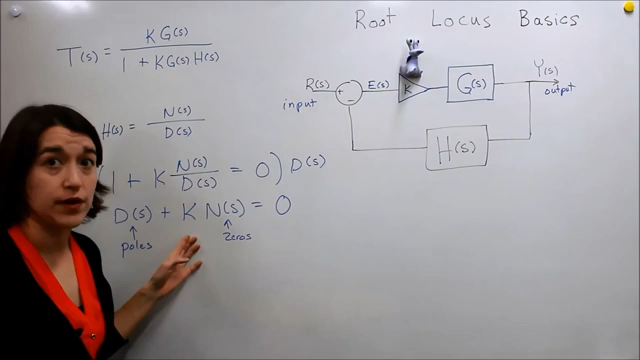 Root Locus Basics
T(s) = KG(s) / 1 + KG(s)H(s)
H(s) = N(s) / D(s)
1 + K N(s)/D(s) = 0) D(s)
D(s) + K N(s) = 0
poles
zeros
R(s)
input
+
-
E(s)
K
G(s)
Y(s)
output
H(s)